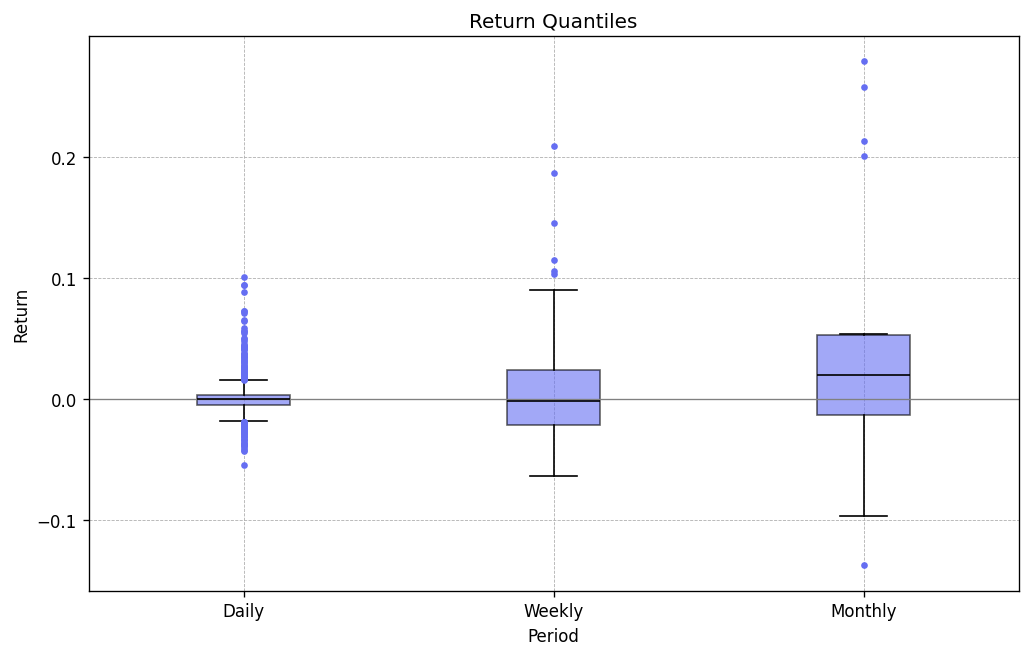 Return Quantiles
0.2
0.1
0.0
−0.1
Return
Daily
Weekly
Monthly
Period